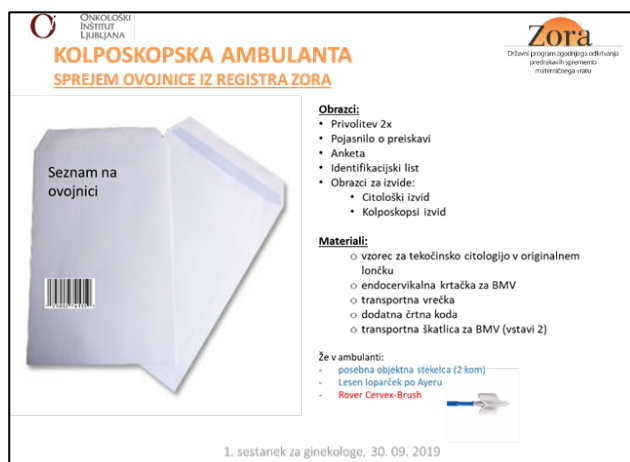 ONKOLOŠKI
INŠTITUT
LJUBLJANA
KOLPOSKOPSKA AMBULANTA
SPREJEM OVOJNICE IZ REGISTRA ZORA
Zora
Državni program zgodnjega odkrivanja
predrakavih sprememb
materničnega vratu
Seznam na
ovojnici
Obrazci:
• Privolitev 2x
• Pojasnilo o preiskavi
• Anketa
• Identifikacijski list
• Obrazci za izvide:
• Citološki izvid
• Kolposkopsi izvid
Materiali:
o vzorec za tekočinsko citologijo v originalnem
lončku
o endocervikalna krtačka za BMV
o transportna vrečka
o dodatna črtna koda
o transportna škatlica za BMV (vstavi 2)
Že v ambulanti:
- posebna objektna stekelca (2 kom)
- Lesen loparček po Ayeru
- Rover Cervex-Brush
1. sestanek za ginekologe, 30. 09. 2019